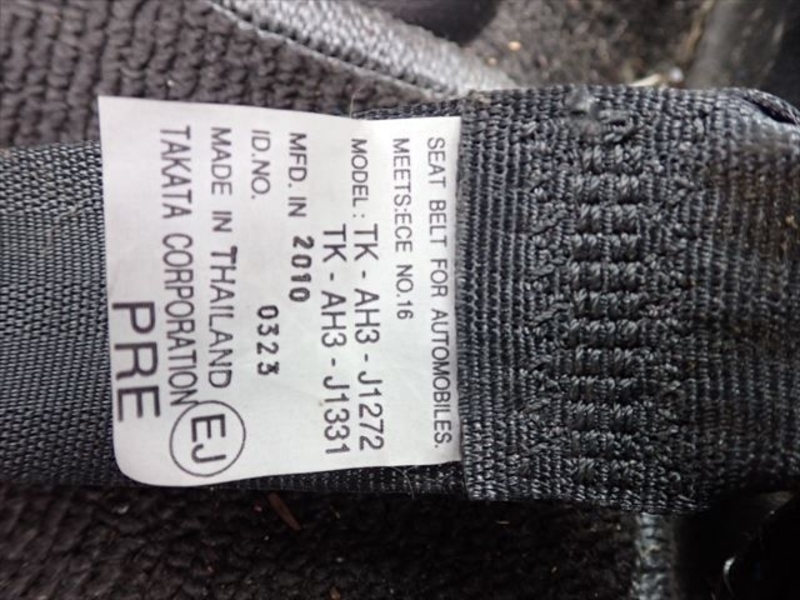 SEAT BELT FOR AUTOMOBILES.
MEETS:ECE NO.16
MODEL : TK - AH3 - J1272
TK - AH3 - J1331
MFD. IN 2010
ID.NO. 0323
MADE IN THAILAND
TAKATA CORPORATION
EJ
PRE